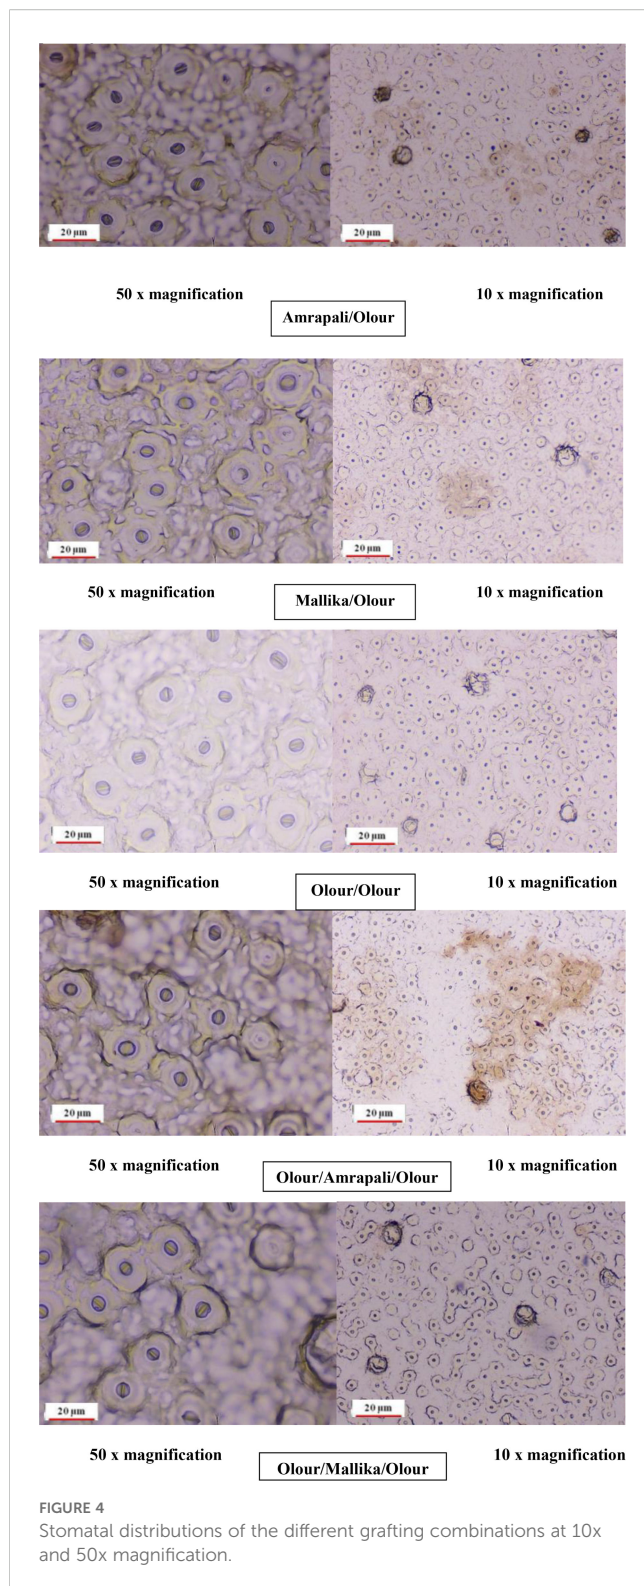 20 µm
20 µm
50 x magnification
10 x magnification
Amrapali/Olour
20 µm
20 µm
50 x magnification
10 x magnification
Mallika/Olour
20 µm
20 µm
50 x magnification
10 x magnification
Olour/Olour
20 µm
20 µm
50 x magnification
10 x magnification
Olour/Amrapali/Olour
20 µm
20 µm
50 x magnification
10 x magnification
Olour/Mallika/Olour
FIGURE 4
Stomatal distributions of the different grafting combinations at 10x
and 50x magnification.